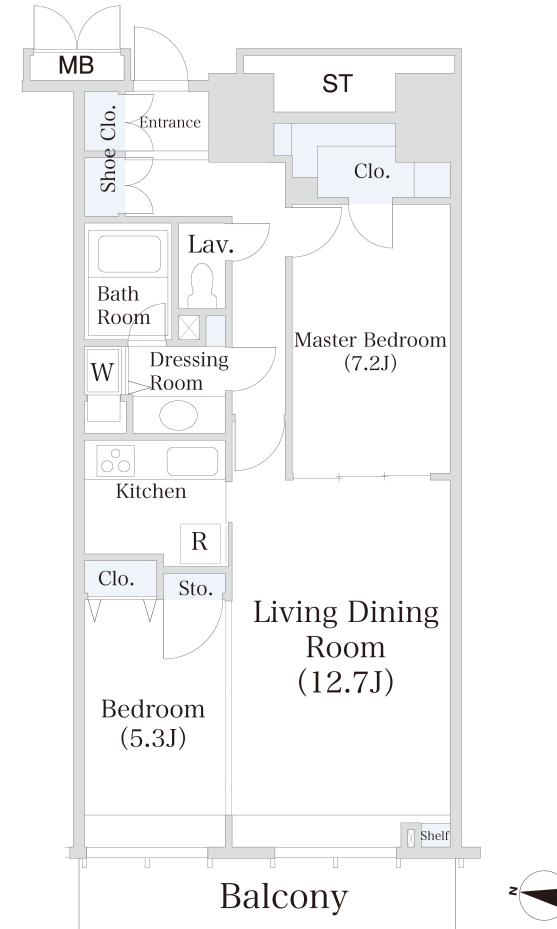 MB
ST
Entrance
Shoe Clo.
Clo.
Lav.
Bath
Room
Master Bedroom
(7.2J)
W
Dressing
Room
Kitchen
R
Clo.
Sto.
Living Dining
Room
(12.7J)
Bedroom
(5.3J)
Shelf
Balcony
N